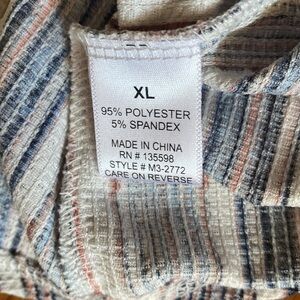 XL
95% POLYESTER
5% SPANDEX
MADE IN CHINA
RN # 135598
STYLE # M3-2772
CARE ON REVERSE